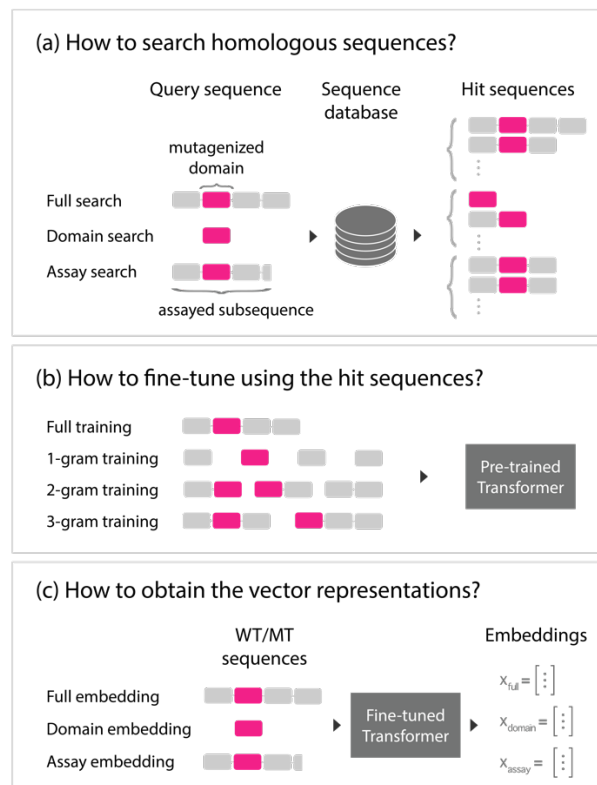 (a) How to search homologous sequences?
Query sequence
Sequence
database
Hit sequences
mutagenized
domain
Full search
Domain search
Assay search
assayed subsequence
(b) How to fine-tune using the hit sequences?
Full training
1-gram training
2-gram training
3-gram training
Pre-trained
Transformer
(c) How to obtain the vector representations?
WT/MT
sequences
Embeddings
Full embedding
Domain embedding
Assay embedding
Fine-tuned
Transformer
x_full = [⋮]
x_domain = [⋮]
x_assay = [⋮]